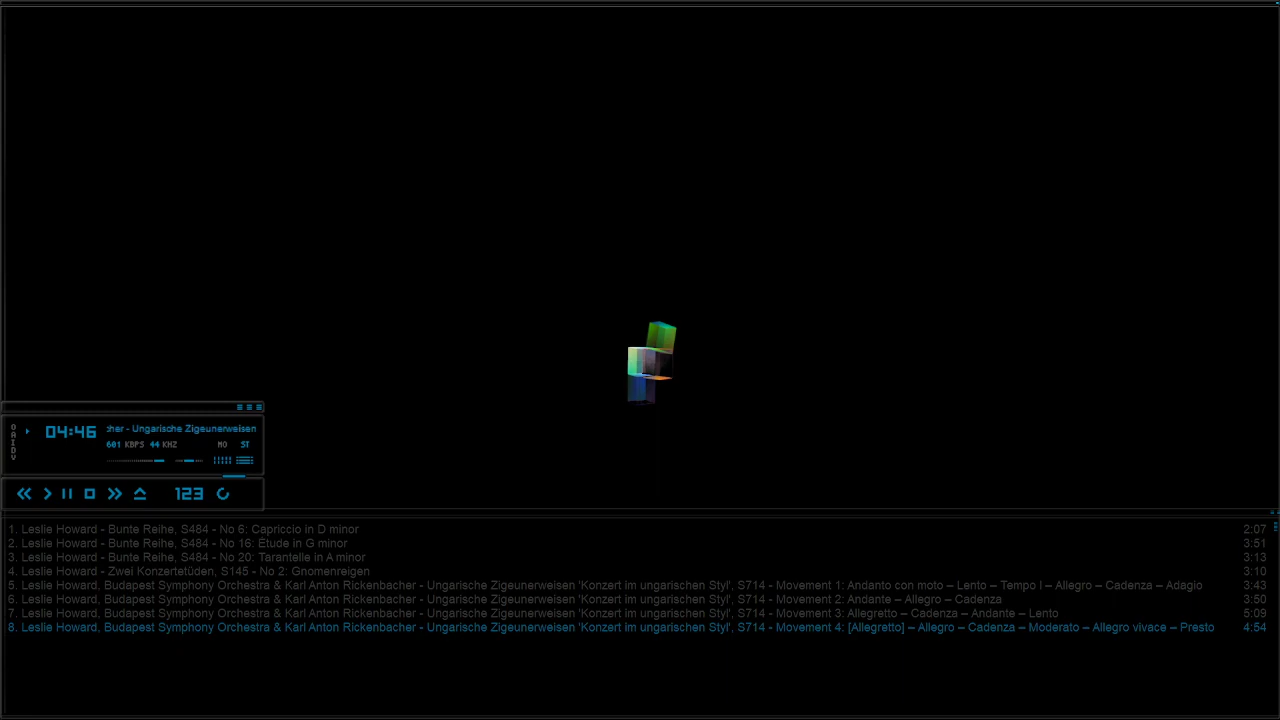 OAIDV
04:46
:her - Ungarische Zigeunerweisen
601 KBPS 44 KHZ MO ST
123
1. Leslie Howard - Bunte Reihe, S484 - No 6: Capriccio in D minor 2:07
2. Leslie Howard - Bunte Reihe, S484 - No 16: Étude in G minor 3:51
3. Leslie Howard - Bunte Reihe, S484 - No 20: Tarantelle in A minor 3:13
4. Leslie Howard - Zwei Konzertetüden, S145 - No 2: Gnomenreigen 3:10
5. Leslie Howard, Budapest Symphony Orchestra & Karl Anton Rickenbacher - Ungarische Zigeunerweisen 'Konzert im ungarischen Styl', S714 - Movement 1: Andanto con moto – Lento – Tempo I – Allegro – Cadenza – Adagio 3:43
6. Leslie Howard, Budapest Symphony Orchestra & Karl Anton Rickenbacher - Ungarische Zigeunerweisen 'Konzert im ungarischen Styl', S714 - Movement 2: Andante – Allegro – Cadenza 3:50
7. Leslie Howard, Budapest Symphony Orchestra & Karl Anton Rickenbacher - Ungarische Zigeunerweisen 'Konzert im ungarischen Styl', S714 - Movement 3: Allegretto – Cadenza – Andante – Lento 5:09
8. Leslie Howard, Budapest Symphony Orchestra & Karl Anton Rickenbacher - Ungarische Zigeunerweisen 'Konzert im ungarischen Styl', S714 - Movement 4: [Allegretto] – Allegro – Cadenza – Moderato – Allegro vivace – Presto 4:54